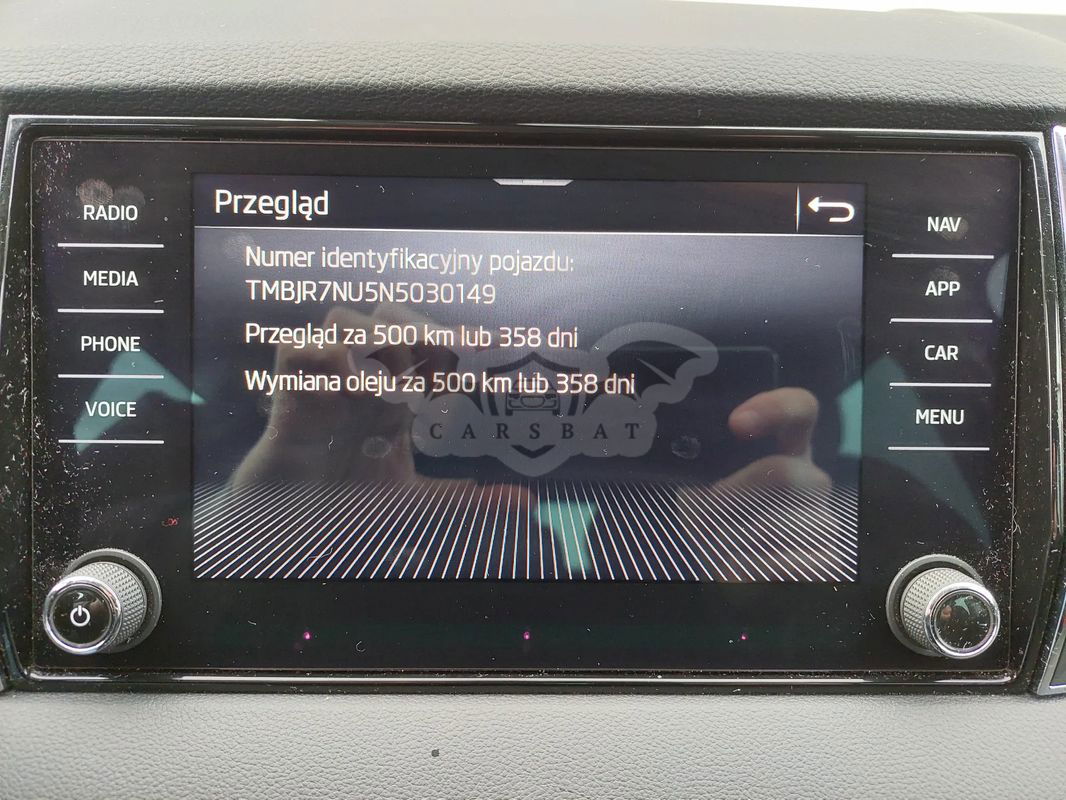 Przegląd
Numer identyfikacyjny pojazdu:
TMBJR7NU5N5030149
Przegląd za 500 km lub 358 dni
Wymiana oleju za 500 km lub 358 dni
CARSBAT
RADIO
MEDIA
PHONE
VOICE
NAV
APP
CAR
MENU